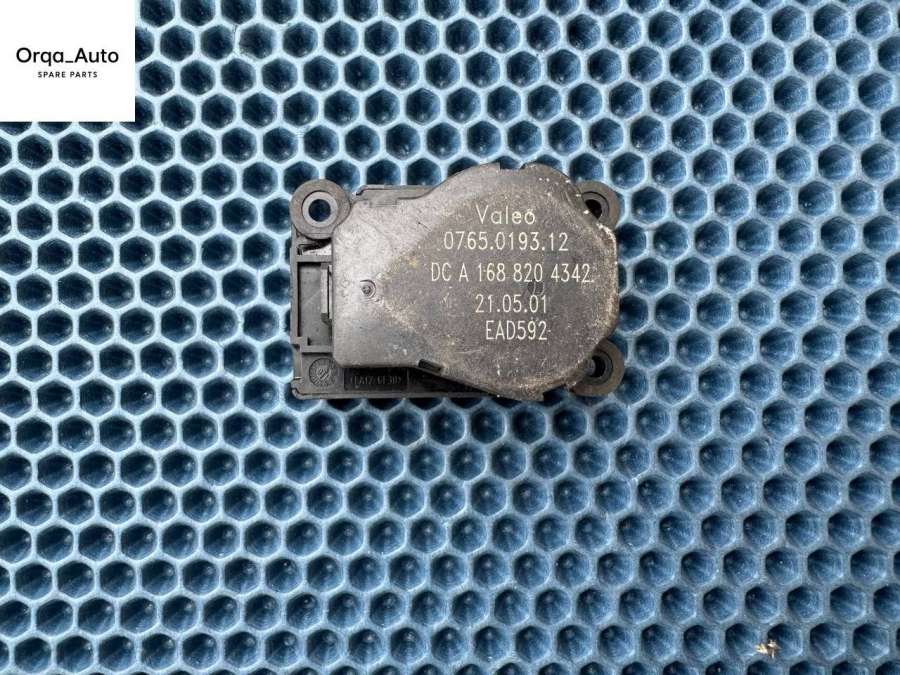 Orqa_Auto
SPARE PARTS
Valeo
0765.0193.12
DC A 168 820 4342
21.05.01
EAD592